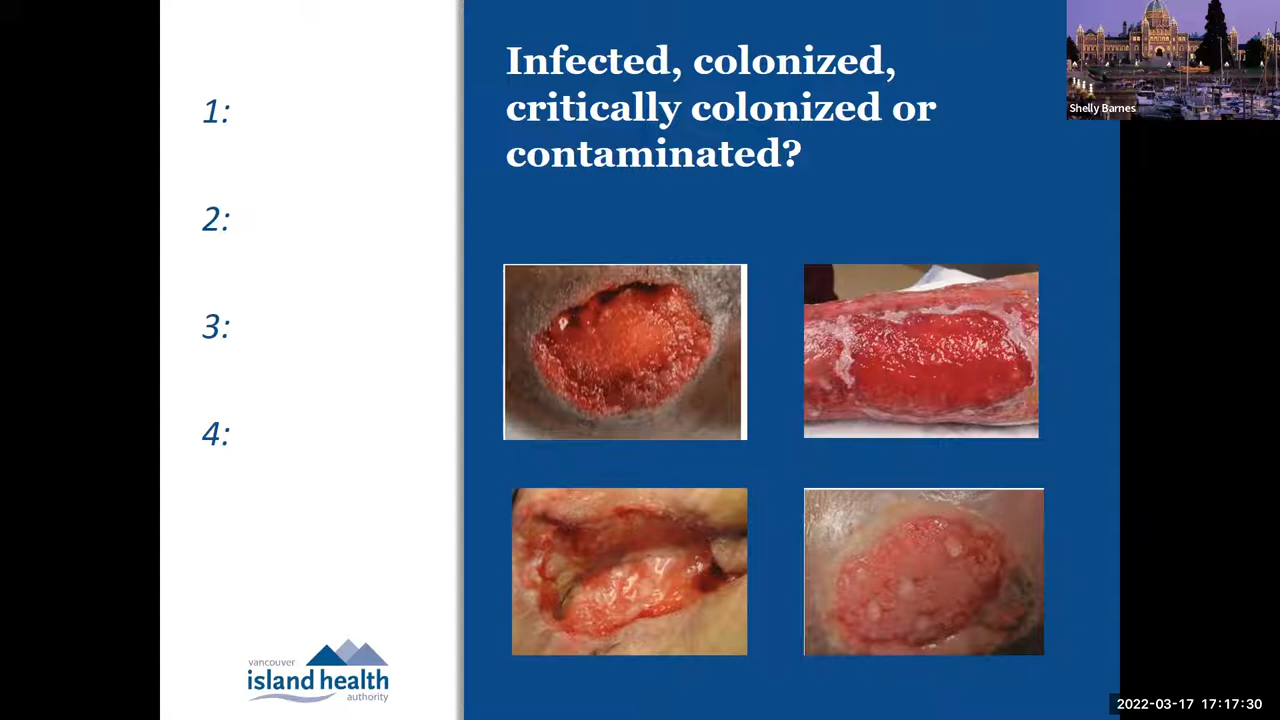 1:
2:
3:
4:
Infected, colonized,
critically colonized or
contaminated?
Shelly Barnes
vancouver
island health
authority
2022-03-17 17:17:30